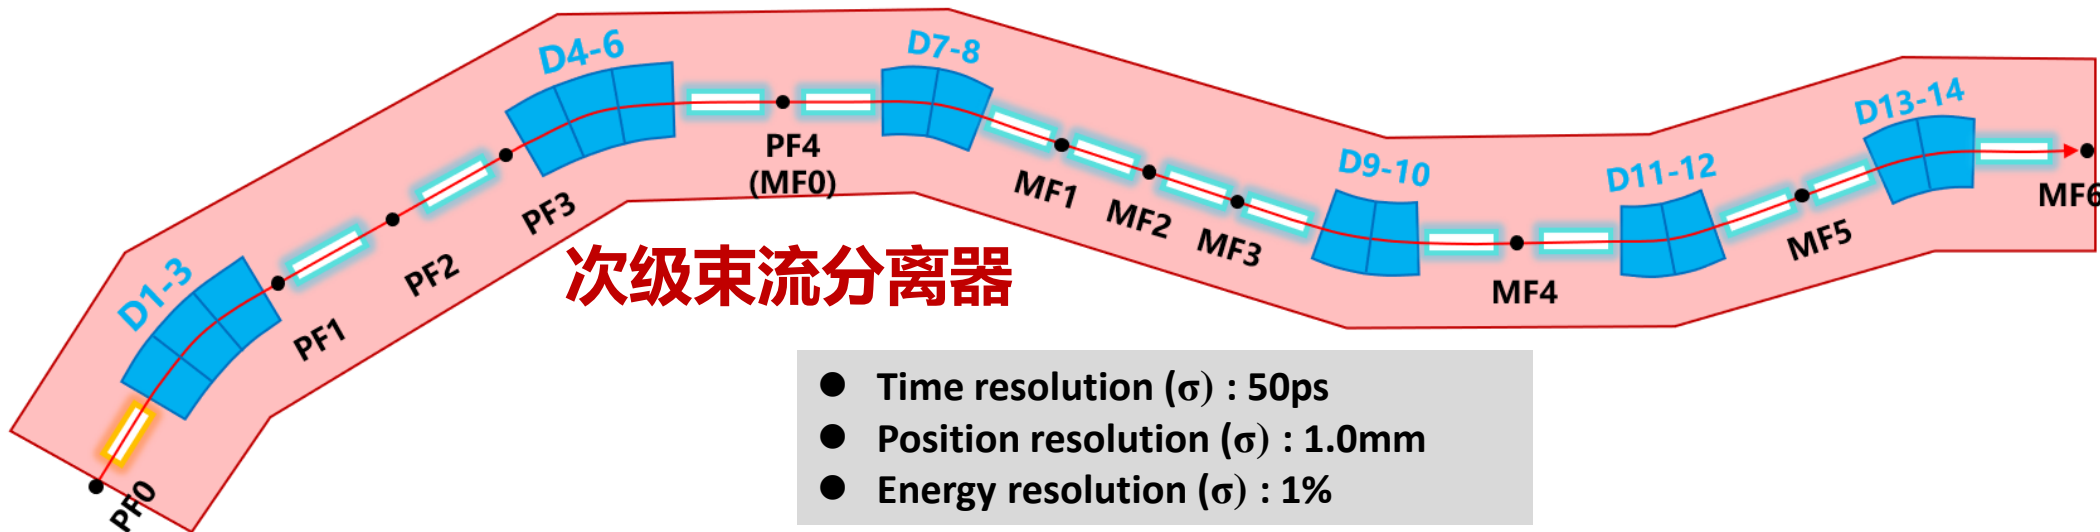 D4-6
D7-8
D13-14
PF4
(MF0)
D9-10
D11-12
MF1
MF2
MF3
MF6
PF3
PF2
MF5
次级束流分离器
D1-3
MF4
PF1
PF0
● Time resolution (σ) : 50ps
● Position resolution (σ) : 1.0mm
● Energy resolution (σ) : 1%